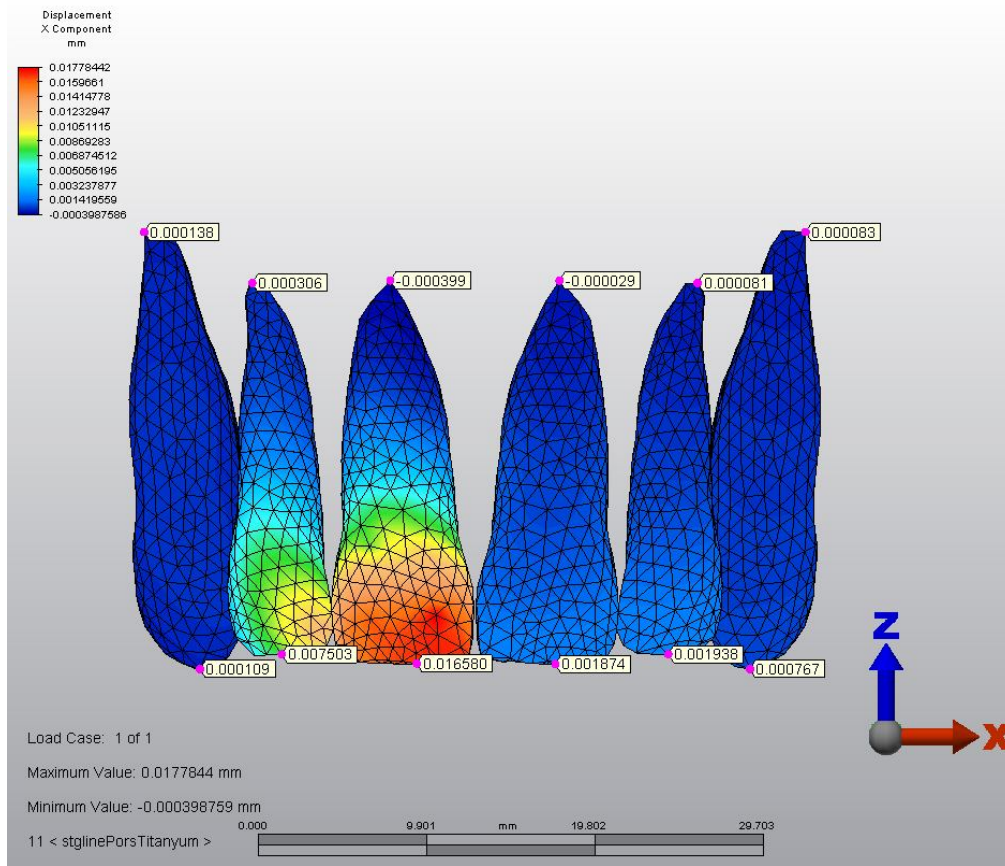 Displacement
X Component
mm
0.01778442
0.0159661
0.01414778
0.01232947
0.01051115
0.00869283
0.006874512
0.005056195
0.003237877
0.001419559
-0.0003987586
0.000138
0.000083
0.000306
-0.000399
-0.000029
0.000081
0.000109
0.007503
0.016580
0.001874
0.001938
0.000767
Z
X
Load Case: 1 of 1
Maximum Value: 0.0177844 mm
Minimum Value: -0.000398759 mm
0.000 9.901 mm 19.802 29.703
11 < stglinePorsTitanyum >